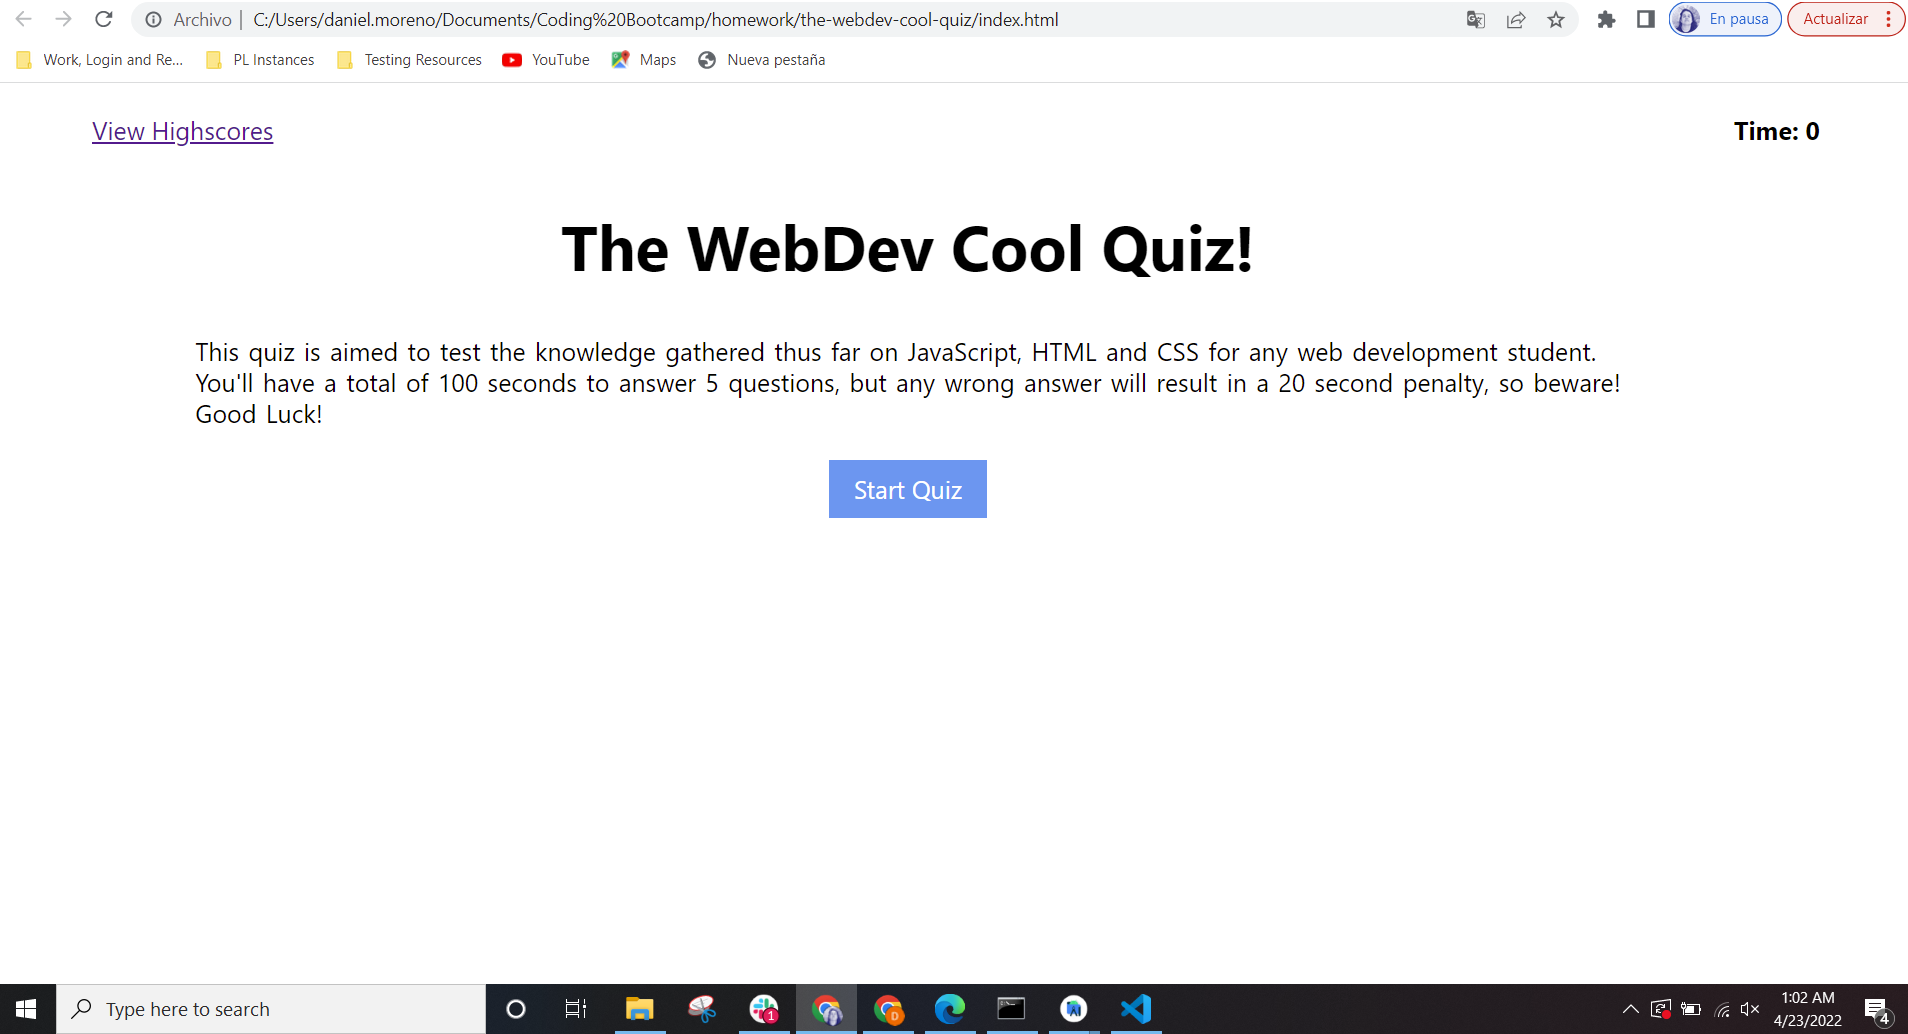 Archivo | C:/Users/daniel.moreno/Documents/Coding%20Bootcamp/homework/the-webdev-cool-quiz/index.html
En pausa
Actualizar
Work, Login and Re...
PL Instances
Testing Resources
YouTube
Maps
Nueva pestaña
View Highscores
Time: 0
The WebDev Cool Quiz!
This quiz is aimed to test the knowledge gathered thus far on JavaScript, HTML and CSS for any web development student.
You'll have a total of 100 seconds to answer 5 questions, but any wrong answer will result in a 20 second penalty, so beware!
Good Luck!
Start Quiz
Type here to search
1
D
1:02 AM
4/23/2022
4